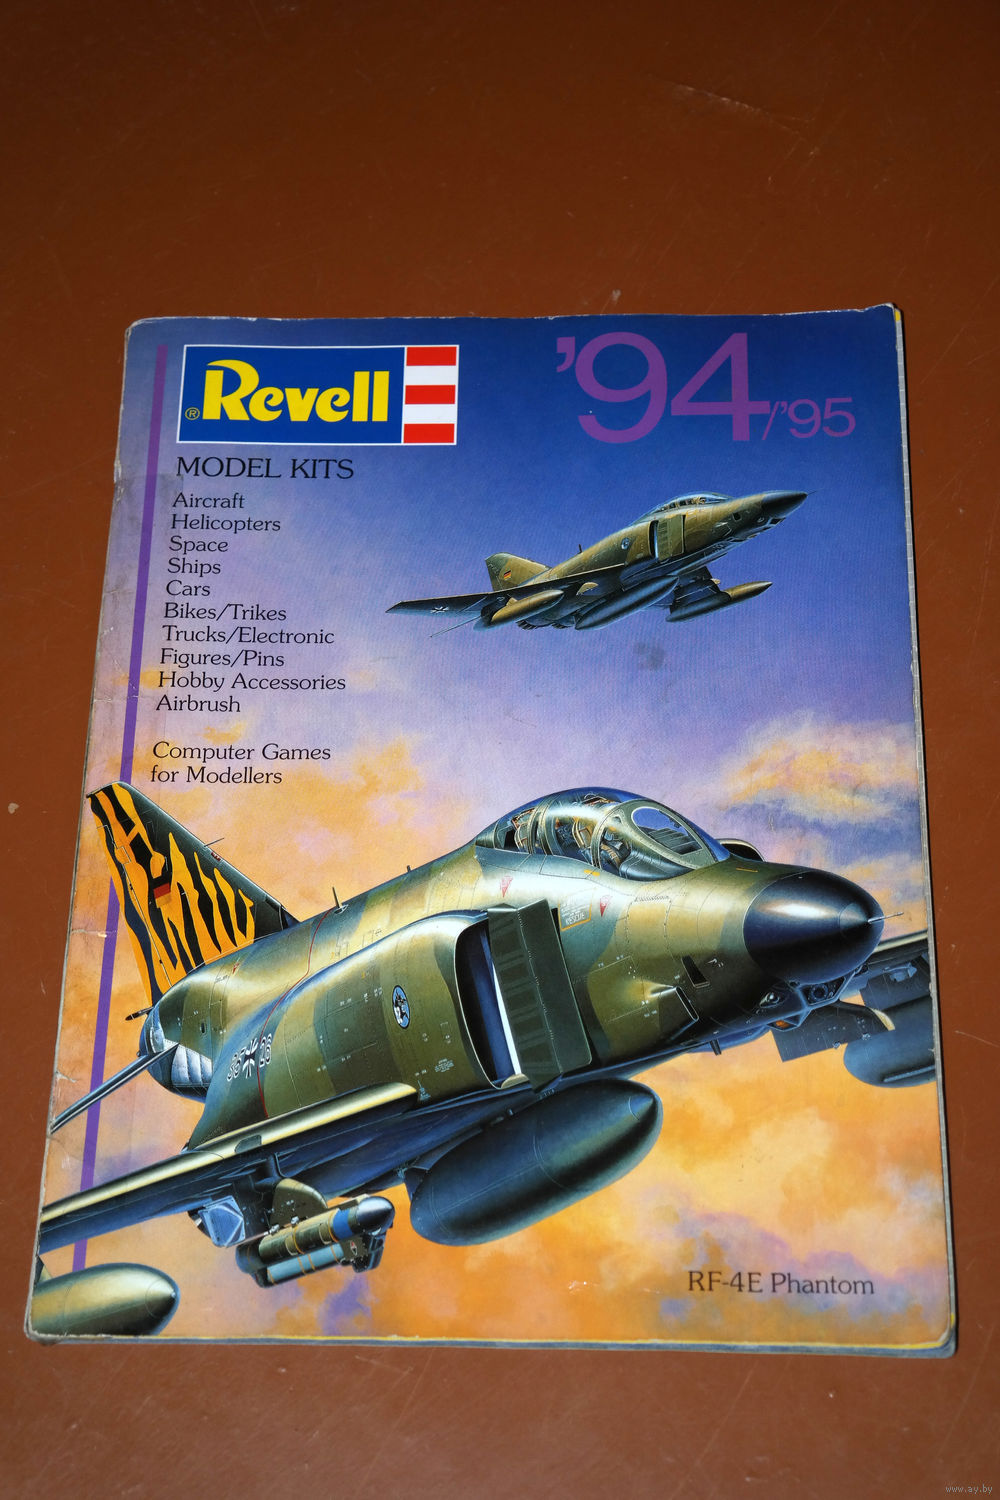 ® Revell
'94/'95
MODEL KITS
Aircraft
Helicopters
Space
Ships
Cars
Bikes/Trikes
Trucks/Electronic
Figures/Pins
Hobby Accessories
Airbrush
Computer Games
for Modellers
RESCUE
RF-4E Phantom
www.ay.by